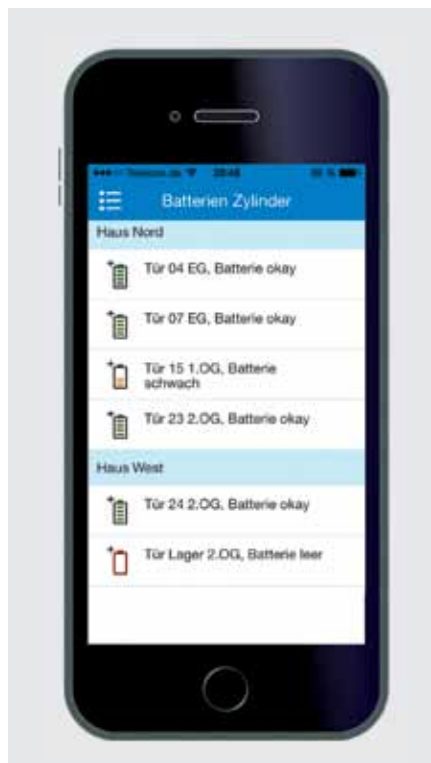 20:48
Batterien Zylinder
Haus Nord
Tür 04 EG, Batterie okay
Tür 07 EG, Batterie okay
Tür 15 1.OG, Batterie
schwach
Tür 23 2.OG, Batterie okay
Haus West
Tür 24 2.OG, Batterie okay
Tür Lager 2.OG, Batterie leer